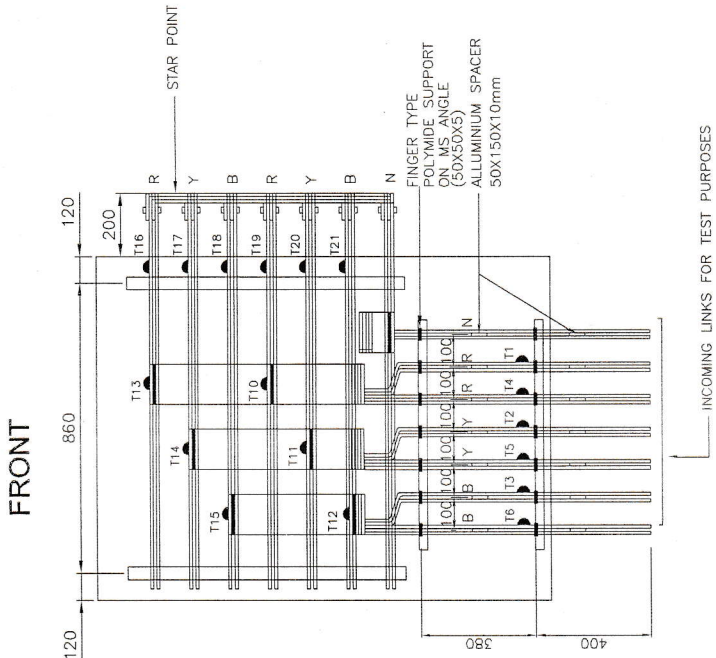 FRONT
120
860
120
200
STAR POINT
T16
T17
T18
T19
T20
T21
R
Y
B
R
Y
B
N
T13
T10
T14
T11
T15
T12
FINGER TYPE
POLYMIDE SUPPORT
ON MS ANGLE
(50X50X5)
ALLUMINIUM SPACER
50X150X10mm
100
100
100
100
100
100
N
R
R
Y
Y
B
B
T1
T4
T2
T5
T3
T6
380
400
INCOMING LINKS FOR TEST PURPOSES